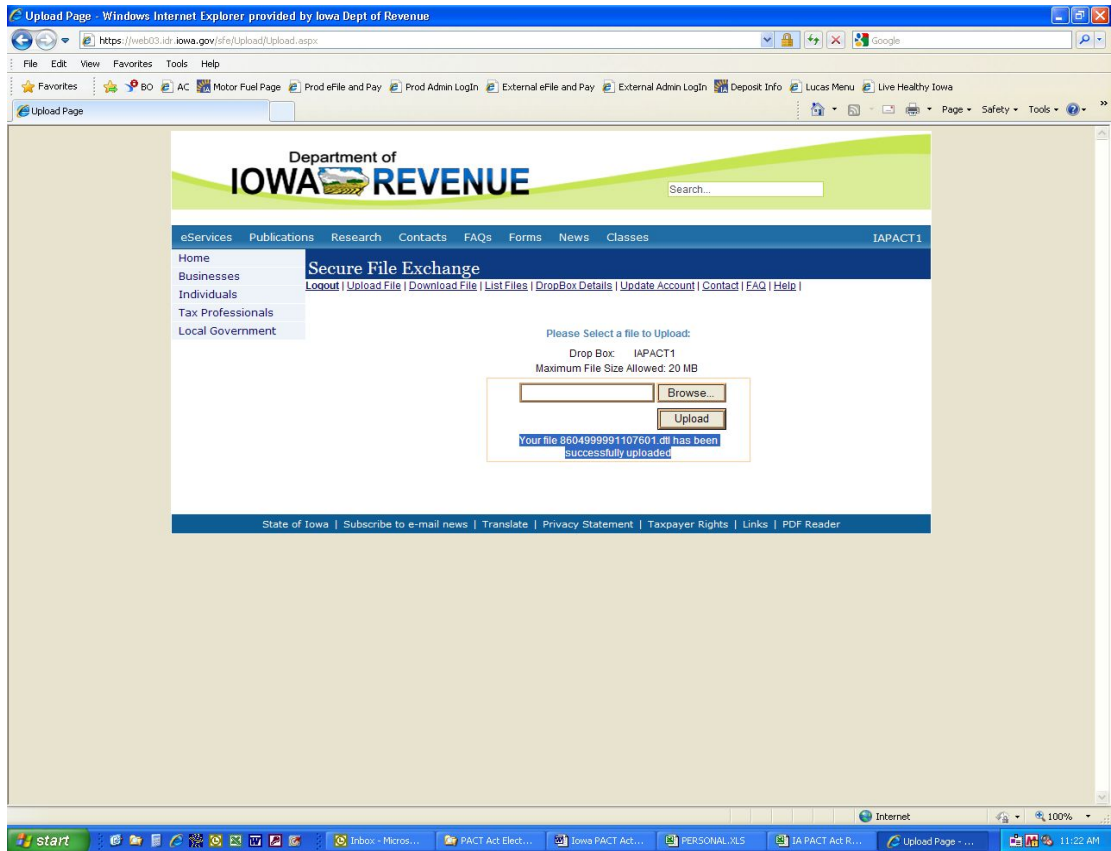 Upload Page - Windows Internet Explorer provided by Iowa Dept of Revenue
https://web03.idr.iowa.gov/sfe/Upload/Upload.aspx
Google
File Edit View Favorites Tools Help
Favorites BO AC Motor Fuel Page Prod eFile and Pay Prod Admin LogIn External eFile and Pay External Admin LogIn Deposit Info Lucas Menu Live Healthy Iowa
Upload Page
Page Safety Tools
Department of
IOWA REVENUE
Search...
eServices Publications Research Contacts FAQs Forms News Classes IAPACT1
Home
Businesses
Individuals
Tax Professionals
Local Government
Secure File Exchange
Logout | Upload File | Download File | List Files | DropBox Details | Update Account | Contact | FAQ | Help |
Please Select a file to Upload:
Drop Box: IAPACT1
Maximum File Size Allowed: 20 MB
Browse...
Upload
Your file 8604999991107601.dtl has been
successfully uploaded
State of Iowa | Subscribe to e-mail news | Translate | Privacy Statement | Taxpayer Rights | Links | PDF Reader
Internet 100%
start Inbox - Micros... PACT Act Elect... Iowa PACT Act... PERSONAL.XLS IA PACT Act R... Upload Page - ... 11:22 AM